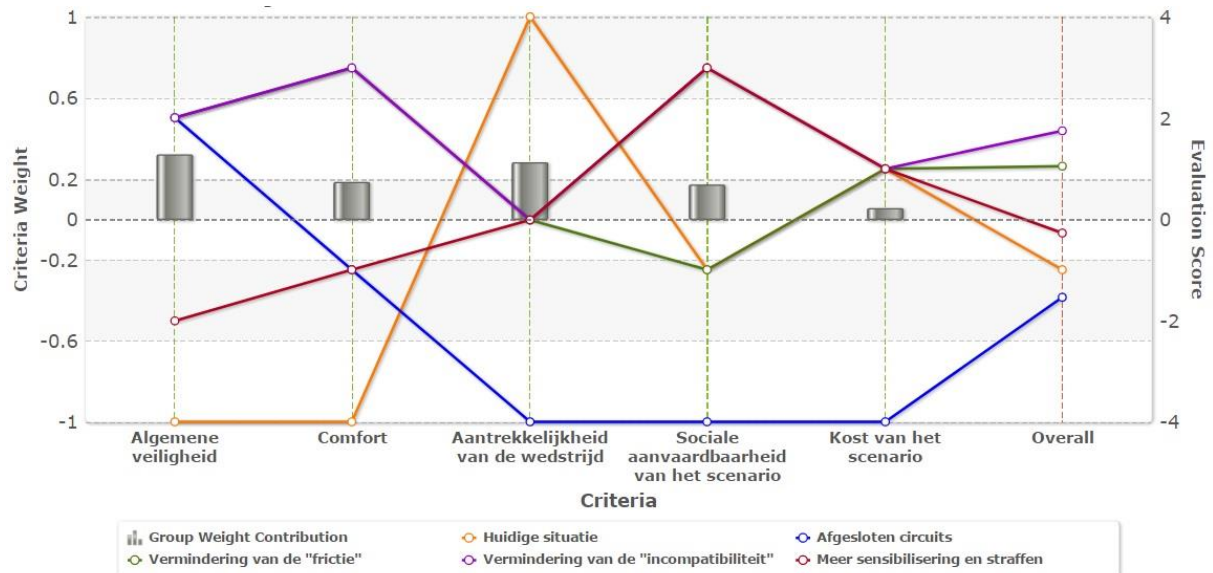 1
0.6
0.2
0
-0.2
-0.6
-1
Criteria Weight
4
2
0
-2
-4
Evaluation Score
Algemene
veiligheid
Comfort
Aantrekkelijkheid
van de wedstrijd
Sociale
aanvaardbaarheid
van het scenario
Kost van het
scenario
Overall
Criteria
Group Weight Contribution
Huidige situatie
Afgesloten circuits
Vermindering van de "frictie"
Vermindering van de "incompatibiliteit"
Meer sensibilisering en straffen